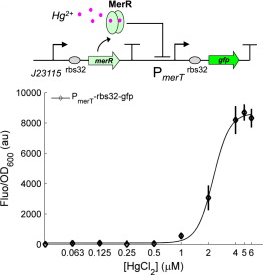 Hg2+
MerR
J23115
rbs32
merR
PmerT
rbs32
gfp
PmerT-rbs32-gfp
Fluo/OD600 (au)
10000
8000
6000
4000
2000
0
0.063 0.125 0.25 0.5 1 2 4 5 6
[HgCl2] (μM)